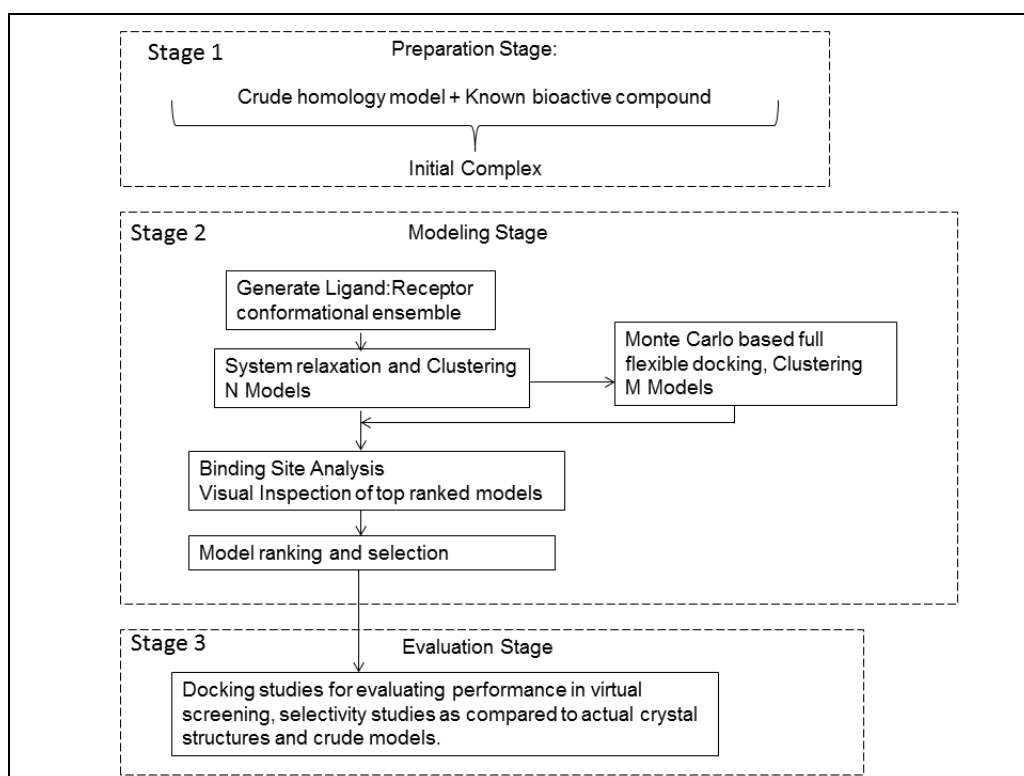 Stage 1
Preparation Stage:
Crude homology model + Known bioactive compound
Initial Complex
Stage 2
Modeling Stage
Generate Ligand:Receptor
conformational ensemble
System relaxation and Clustering
N Models
Monte Carlo based full
flexible docking, Clustering
M Models
Binding Site Analysis
Visual Inspection of top ranked models
Model ranking and selection
Stage 3
Evaluation Stage
Docking studies for evaluating performance in virtual
screening, selectivity studies as compared to actual crystal
structures and crude models.